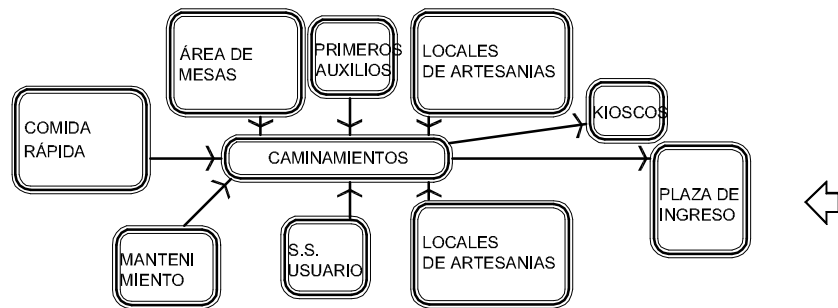 ÁREA DE
MESAS
PRIMEROS
AUXILIOS
LOCALES
DE ARTESANIAS
KIOSCOS
COMIDA
RÁPIDA
CAMINAMIENTOS
PLAZA DE
INGRESO
MANTENI
MIENTO
S.S.
USUARIO
LOCALES
DE ARTESANIAS